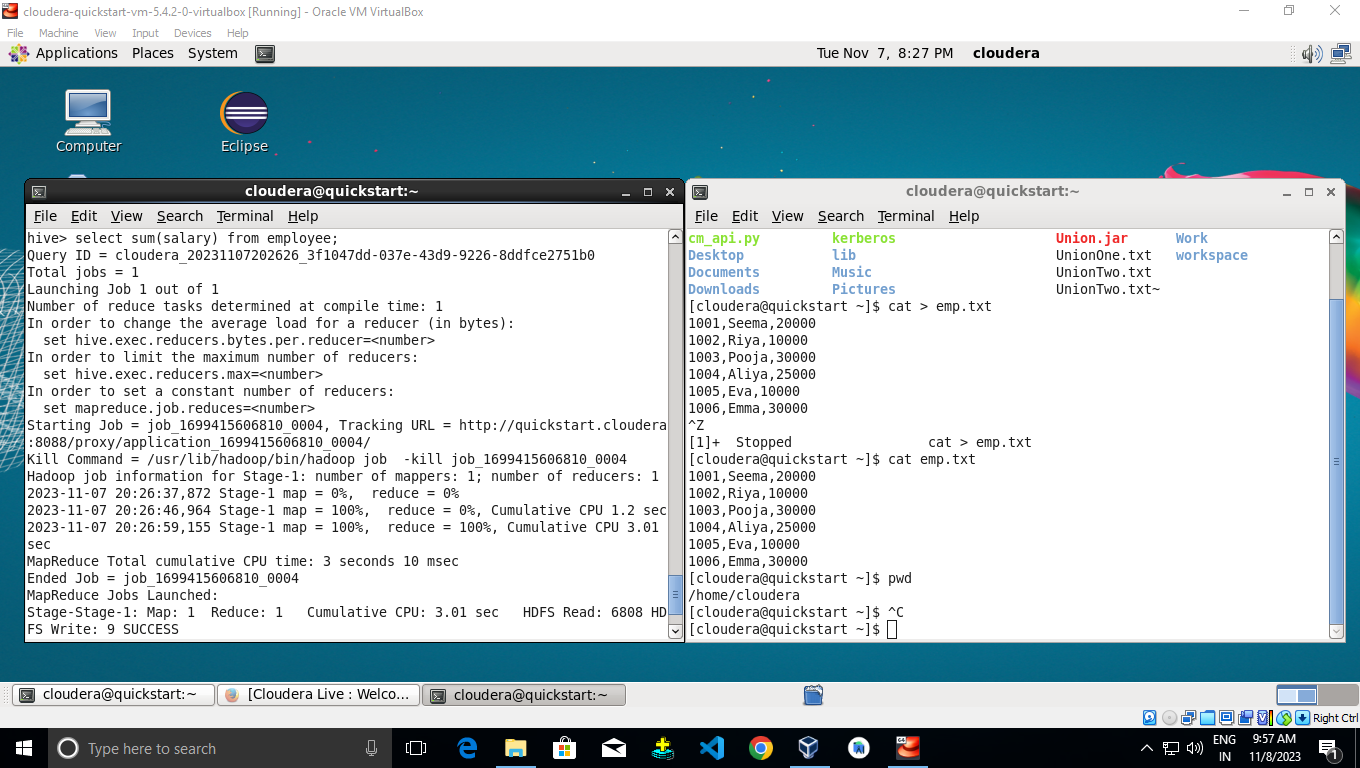 cloudera-quickstart-vm-5.4.2-0-virtualbox [Running] - Oracle VM VirtualBox
File Machine View Input Devices Help
Applications Places System
Tue Nov 7, 8:27 PM cloudera
Computer
Eclipse
cloudera@quickstart:~
File Edit View Search Terminal Help
hive> select sum(salary) from employee;
Query ID = cloudera_20231107202626_3f1047dd-037e-43d9-9226-8ddfce2751b0
Total jobs = 1
Launching Job 1 out of 1
Number of reduce tasks determined at compile time: 1
In order to change the average load for a reducer (in bytes):
  set hive.exec.reducers.bytes.per.reducer=<number>
In order to limit the maximum number of reducers:
  set hive.exec.reducers.max=<number>
In order to set a constant number of reducers:
  set mapreduce.job.reduces=<number>
Starting Job = job_1699415606810_0004, Tracking URL = http://quickstart.cloudera
:8088/proxy/application_1699415606810_0004/
Kill Command = /usr/lib/hadoop/bin/hadoop job  -kill job_1699415606810_0004
Hadoop job information for Stage-1: number of mappers: 1; number of reducers: 1
2023-11-07 20:26:37,872 Stage-1 map = 0%,  reduce = 0%
2023-11-07 20:26:46,964 Stage-1 map = 100%,  reduce = 0%, Cumulative CPU 1.2 sec
2023-11-07 20:26:59,155 Stage-1 map = 100%,  reduce = 100%, Cumulative CPU 3.01
sec
MapReduce Total cumulative CPU time: 3 seconds 10 msec
Ended Job = job_1699415606810_0004
MapReduce Jobs Launched:
Stage-Stage-1: Map: 1  Reduce: 1   Cumulative CPU: 3.01 sec   HDFS Read: 6808 HD
FS Write: 9 SUCCESS
cloudera@quickstart:~
File Edit View Search Terminal Help
cm_api.py kerberos Union.jar Work
Desktop lib UnionOne.txt workspace
Documents Music UnionTwo.txt
Downloads Pictures UnionTwo.txt~
[cloudera@quickstart ~]$ cat > emp.txt
1001,Seema,20000
1002,Riya,10000
1003,Pooja,30000
1004,Aliya,25000
1005,Eva,10000
1006,Emma,30000
^Z
[1]+  Stopped                 cat > emp.txt
[cloudera@quickstart ~]$ cat emp.txt
1001,Seema,20000
1002,Riya,10000
1003,Pooja,30000
1004,Aliya,25000
1005,Eva,10000
1006,Emma,30000
[cloudera@quickstart ~]$ pwd
/home/cloudera
[cloudera@quickstart ~]$ ^C
[cloudera@quickstart ~]$
cloudera@quickstart:~
[Cloudera Live : Welco...
cloudera@quickstart:~
Right Ctrl
Type here to search
ENG
IN
9:57 AM
11/8/2023
1